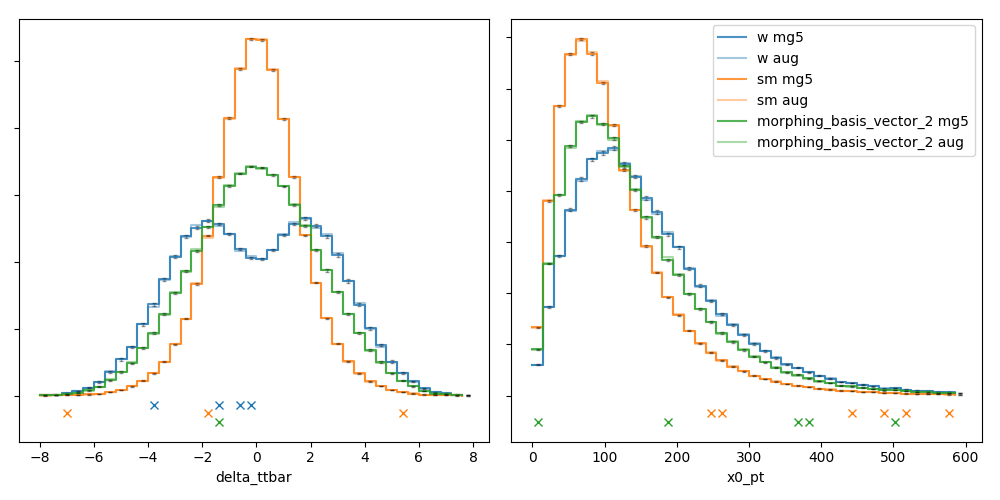 w mg5
w aug
sm mg5
sm aug
morphing_basis_vector_2 mg5
morphing_basis_vector_2 aug
−8 −6 −4 −2 0 2 4 6 8
delta_ttbar
0 100 200 300 400 500 600
x0_pt